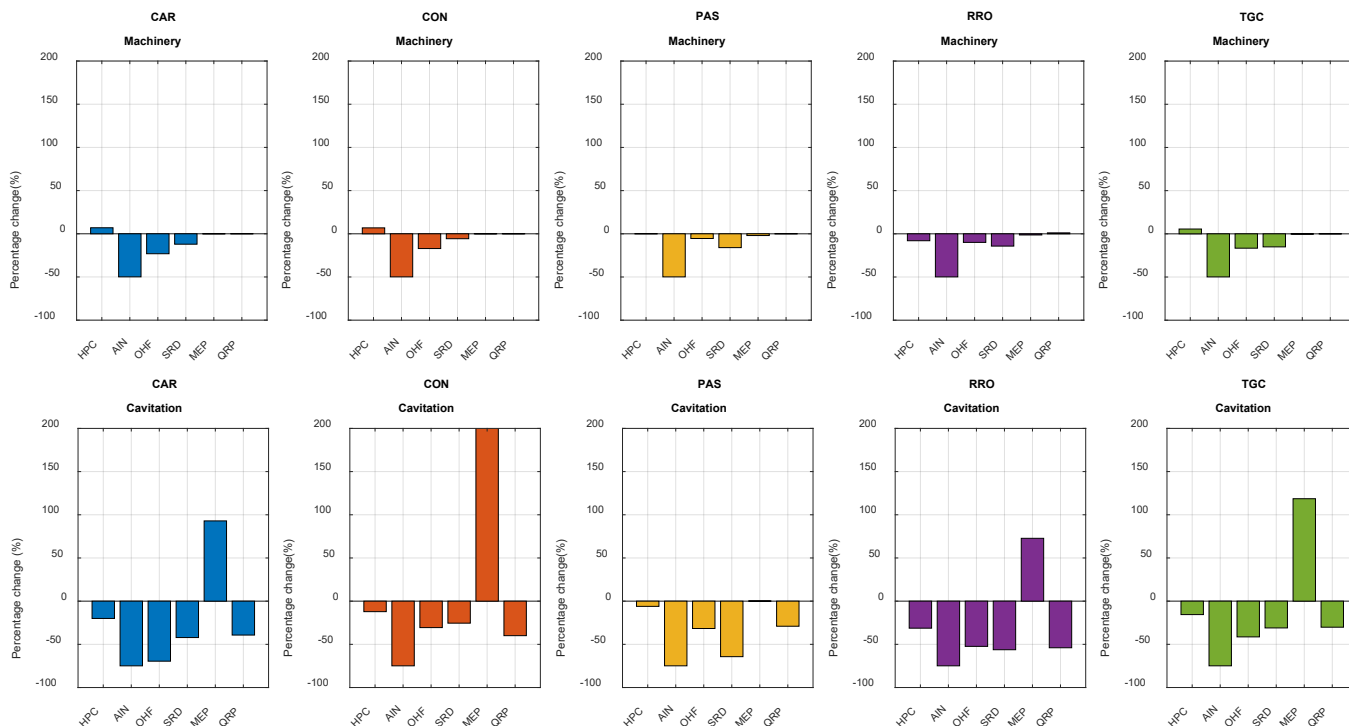 CAR
Machinery
200
150
100
50
0
-50
-100
Percentage change(%)
HPC
AIN
OHF
SRD
MEP
QRP
CON
Machinery
200
150
100
50
0
-50
-100
Percentage change(%)
HPC
AIN
OHF
SRD
MEP
QRP
PAS
Machinery
200
150
100
50
0
-50
-100
Percentage change(%)
HPC
AIN
OHF
SRD
MEP
QRP
RRO
Machinery
200
150
100
50
0
-50
-100
Percentage change(%)
HPC
AIN
OHF
SRD
MEP
QRP
TGC
Machinery
200
150
100
50
0
-50
-100
Percentage change(%)
HPC
AIN
OHF
SRD
MEP
QRP
CAR
Cavitation
200
150
100
50
0
-50
-100
Percentage change (%)
HPC
AIN
OHF
SRD
MEP
QRP
CON
Cavitation
200
150
100
50
0
-50
-100
Percentage change(%)
HPC
AIN
OHF
SRD
MEP
QRP
PAS
Cavitation
200
150
100
50
0
-50
-100
Percentage change(%)
HPC
AIN
OHF
SRD
MEP
QRP
RRO
Cavitation
200
150
100
50
0
-50
-100
Percentage change(%)
HPC
AIN
OHF
SRD
MEP
QRP
TGC
Cavitation
200
150
100
50
0
-50
-100
Percentage change(%)
HPC
AIN
OHF
SRD
MEP
QRP